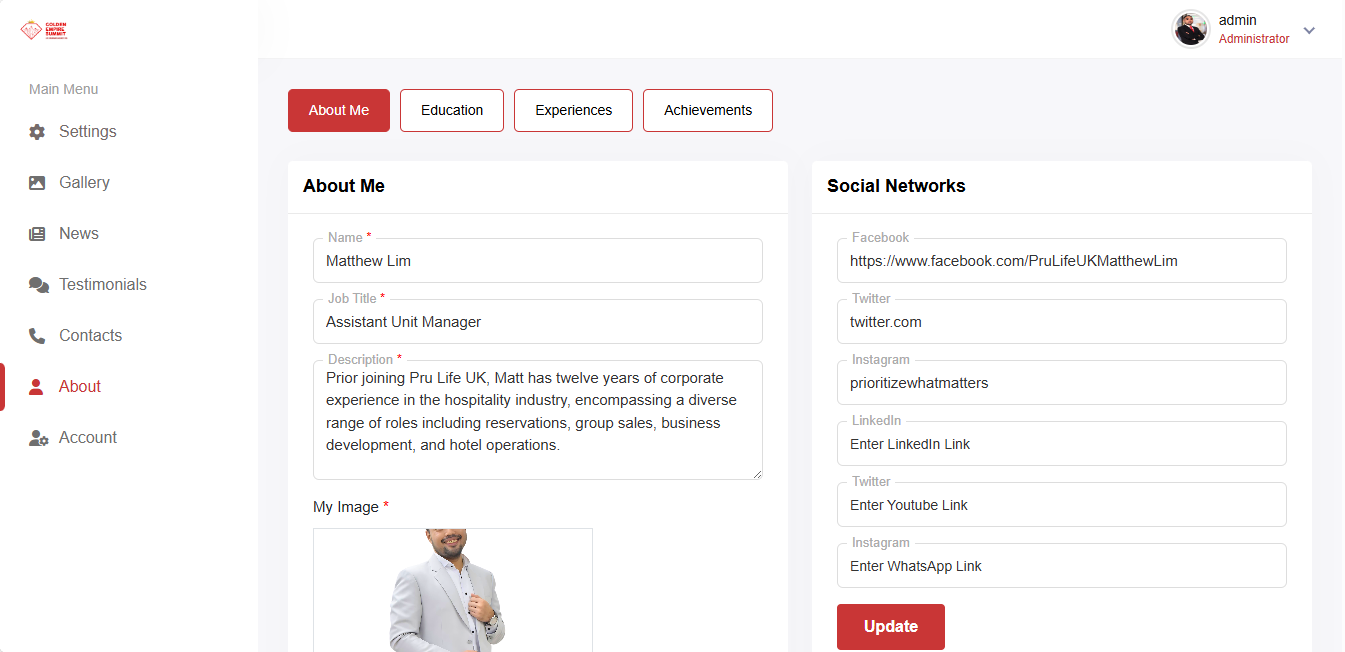 GOLDEN
EMPIRE
SUMMIT
admin
Administrator
Main Menu
Settings
Gallery
News
Testimonials
Contacts
About
Account
About Me
Education
Experiences
Achievements
About Me
Name *
Matthew Lim
Job Title *
Assistant Unit Manager
Description *
Prior joining Pru Life UK, Matt has twelve years of corporate
experience in the hospitality industry, encompassing a diverse
range of roles including reservations, group sales, business
development, and hotel operations.
My Image *
Social Networks
Facebook
https://www.facebook.com/PruLifeUKMatthewLim
Twitter
twitter.com
Instagram
prioritizewhatmatters
LinkedIn
Enter LinkedIn Link
Twitter
Enter Youtube Link
Instagram
Enter WhatsApp Link
Update